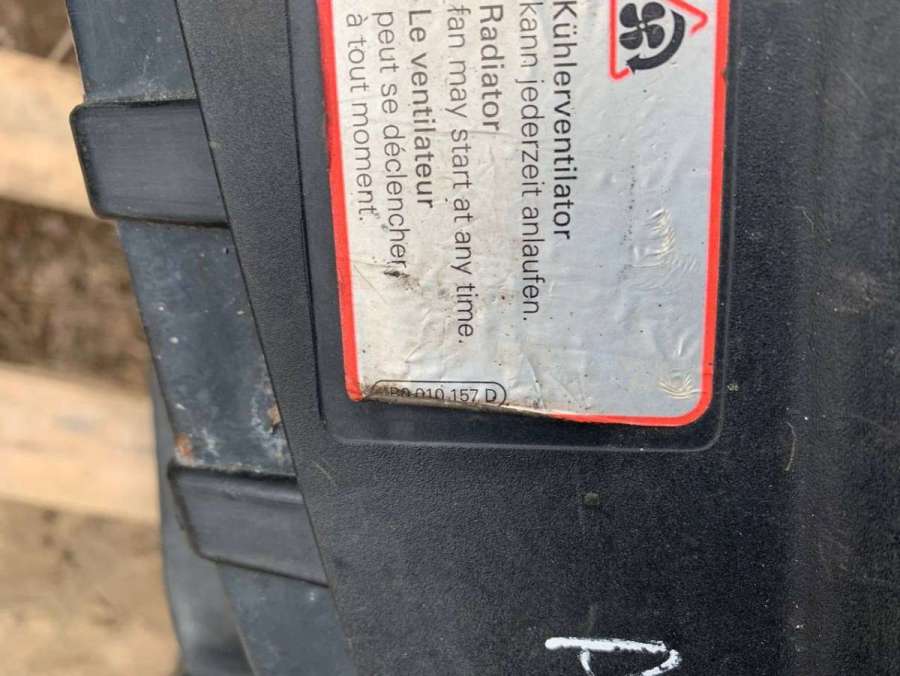 Kühlerventilator
kann jederzeit anlaufen.
Radiator
fan may start at any time.
Le ventilateur
peut se déclencher
à tout moment.
010 157 D